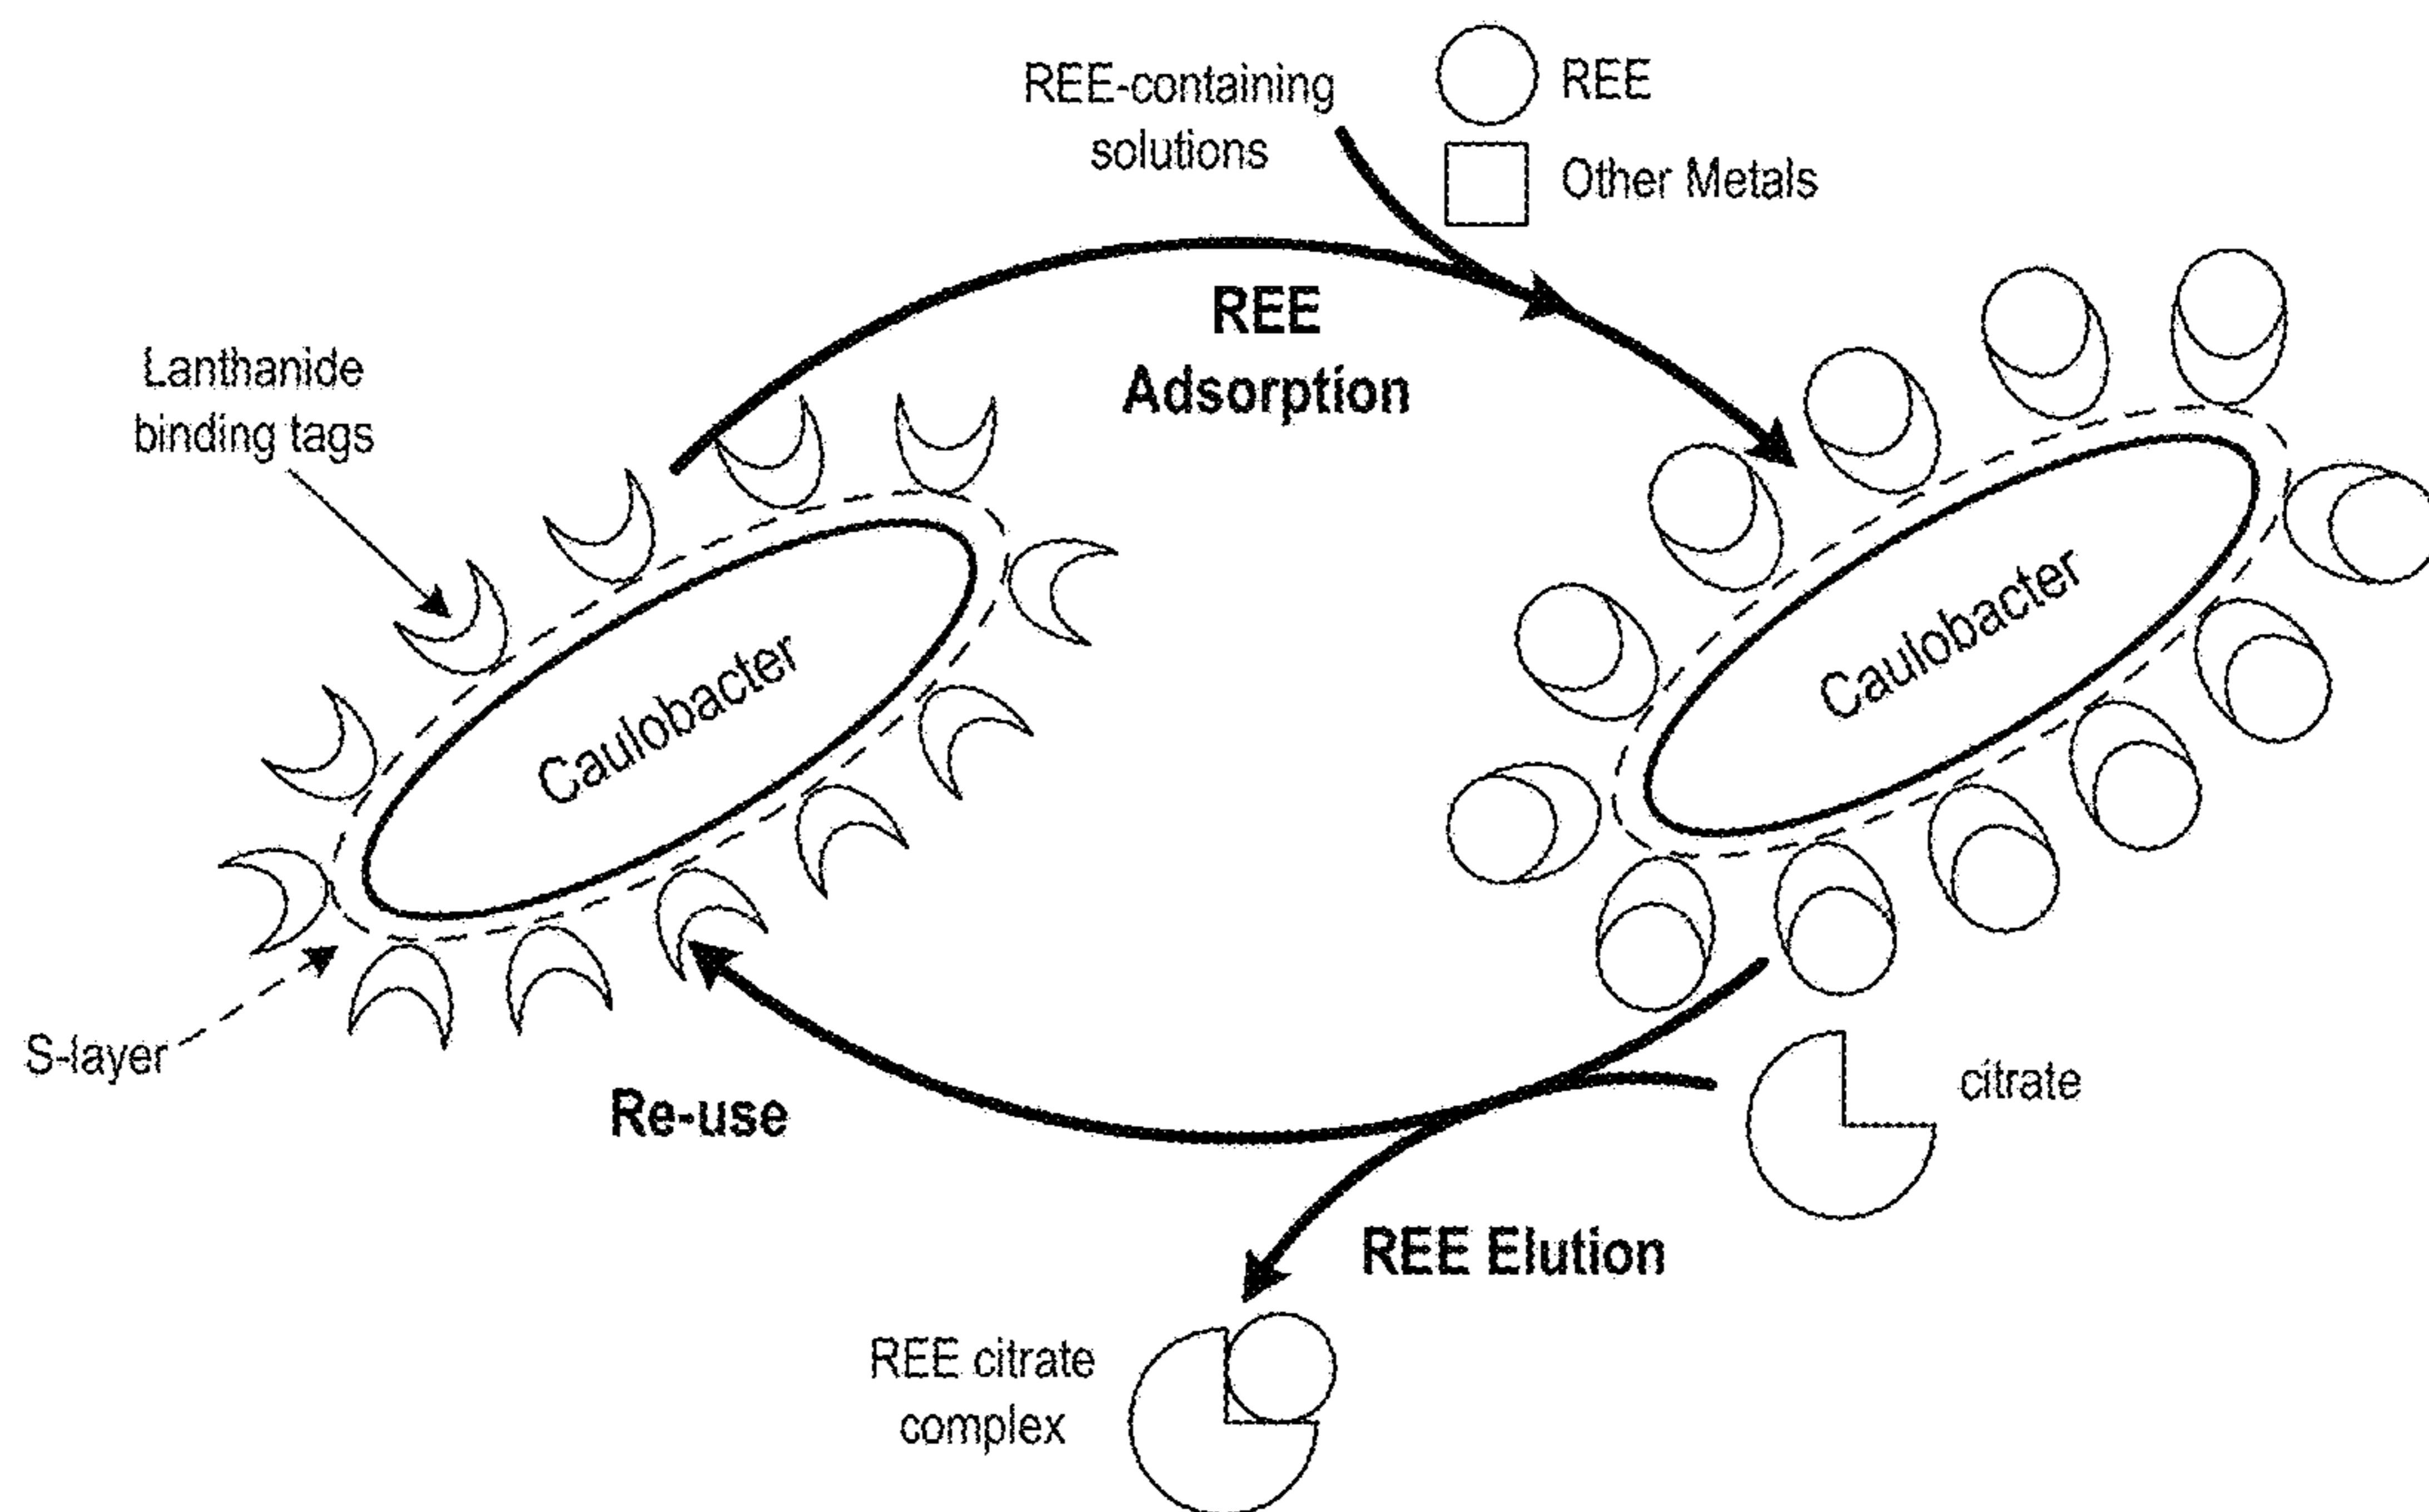 REE-containing
solutions
REE
Other Metals
REE
Adsorption
Lanthanide
binding tags
Caulobacter
Caulobacter
S-layer
Re-use
citrate
REE Elution
REE citrate
complex